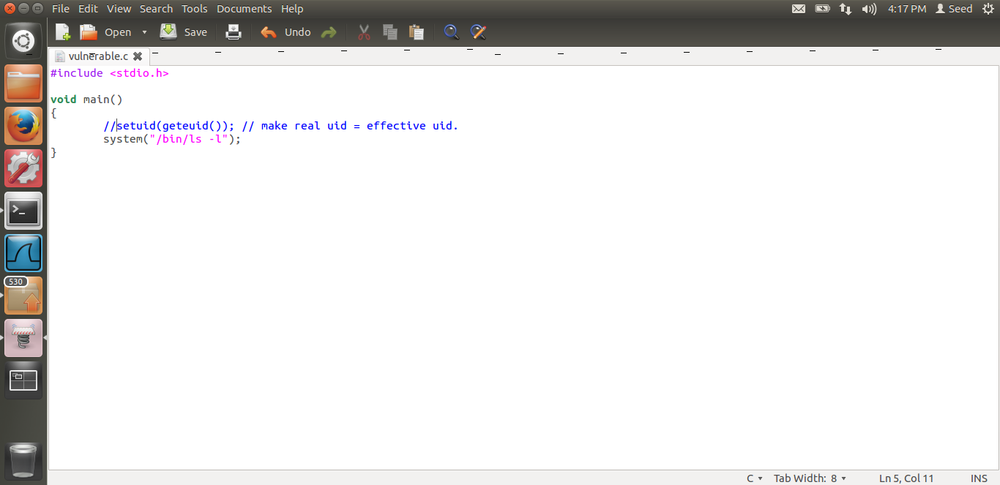 File Edit View Search Tools Documents Help 4:17 PM Seed
Open Save Undo
vulnerable.c
#include <stdio.h>
void main()
{
//setuid(geteuid()); // make real uid = effective uid.
system("/bin/ls -l");
}
530
C Tab Width: 8 Ln 5, Col 11 INS